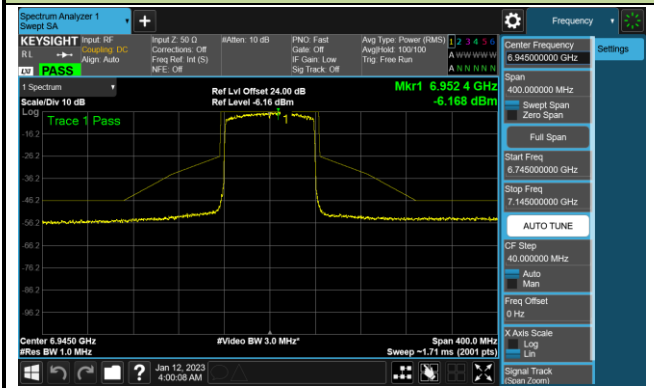 Spectrum Analyzer 1
Swept SA
Frequency
KEYSIGHT
Input: RF
Input Z: 50 Ω
#Atten: 10 dB
PNO: Fast
Avg Type: Power (RMS)
1 2 3 4 5 6
RL
Coupling: DC
Corrections: Off
Gate: Off
Avg|Hold: 100/100
A W W W W W
Align: Auto
Freq Ref: Int (S)
IF Gain: Low
Trig: Free Run
LXI
PASS
NFE: Off
Sig Track: Off
A N N N N N
1 Spectrum
Ref Lvl Offset 24.00 dB
Mkr1 6.952 4 GHz
Scale/Div 10 dB
Ref Level -6.16 dBm
-6.168 dBm
Log
Trace 1 Pass
1
-16.2
-26.2
-36.2
-46.2
-56.2
-66.2
-76.2
-86.2
-96.2
Center 6.9450 GHz
#Video BW 3.0 MHz*
Span 400.0 MHz
#Res BW 1.0 MHz
Sweep ~1.71 ms (2001 pts)
Jan 12, 2023
4:00:08 AM
Center Frequency
6.945000000 GHz
Settings
Span
400.000000 MHz
Swept Span
Zero Span
Full Span
Start Freq
6.745000000 GHz
Stop Freq
7.145000000 GHz
AUTO TUNE
CF Step
40.000000 MHz
Auto
Man
Freq Offset
0 Hz
X Axis Scale
Log
Lin
Signal Track
(Span Zoom)